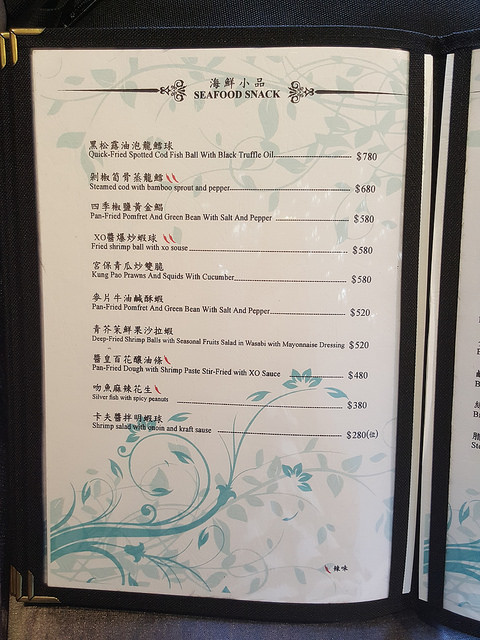 海鮮小品
SEAFOOD SNACK
黑松露油泡龍鱈球
Quick-Fried Spotted Cod Fish Ball With Black Truffle Oil $780
剁椒筍脊蒸龍鱈
Steamed cod with bamboo sprout and pepper $680
四季椒鹽黃金鯧
Pan-Fried Pomfret And Green Bean With Salt And Pepper $580
XO醬爆炒蝦球
Fried shrimp ball with xo souse $580
宮保青瓜炒雙脆
Kung Pao Prawns And Squids With Cucumber $580
麥片牛油鹹酥蝦
Pan-Fried Pomfret And Green Bean With Salt And Pepper $520
青芥茉鮮果沙拉蝦
Deep-Fried Shrimp Balls with Seasonal Fruits Salad in Wasabi with Mayonnaise Dressing $520
醬皇百花釀油條
Pan-Fried Dough with Shrimp Paste Stir-Fried with XO Sauce $480
吻魚麻辣花生
Silver fish with spicy peanuts $380
卡夫醬拌明蝦球
Shrimp salad with onoin and kraft sause $280(位)
辣味